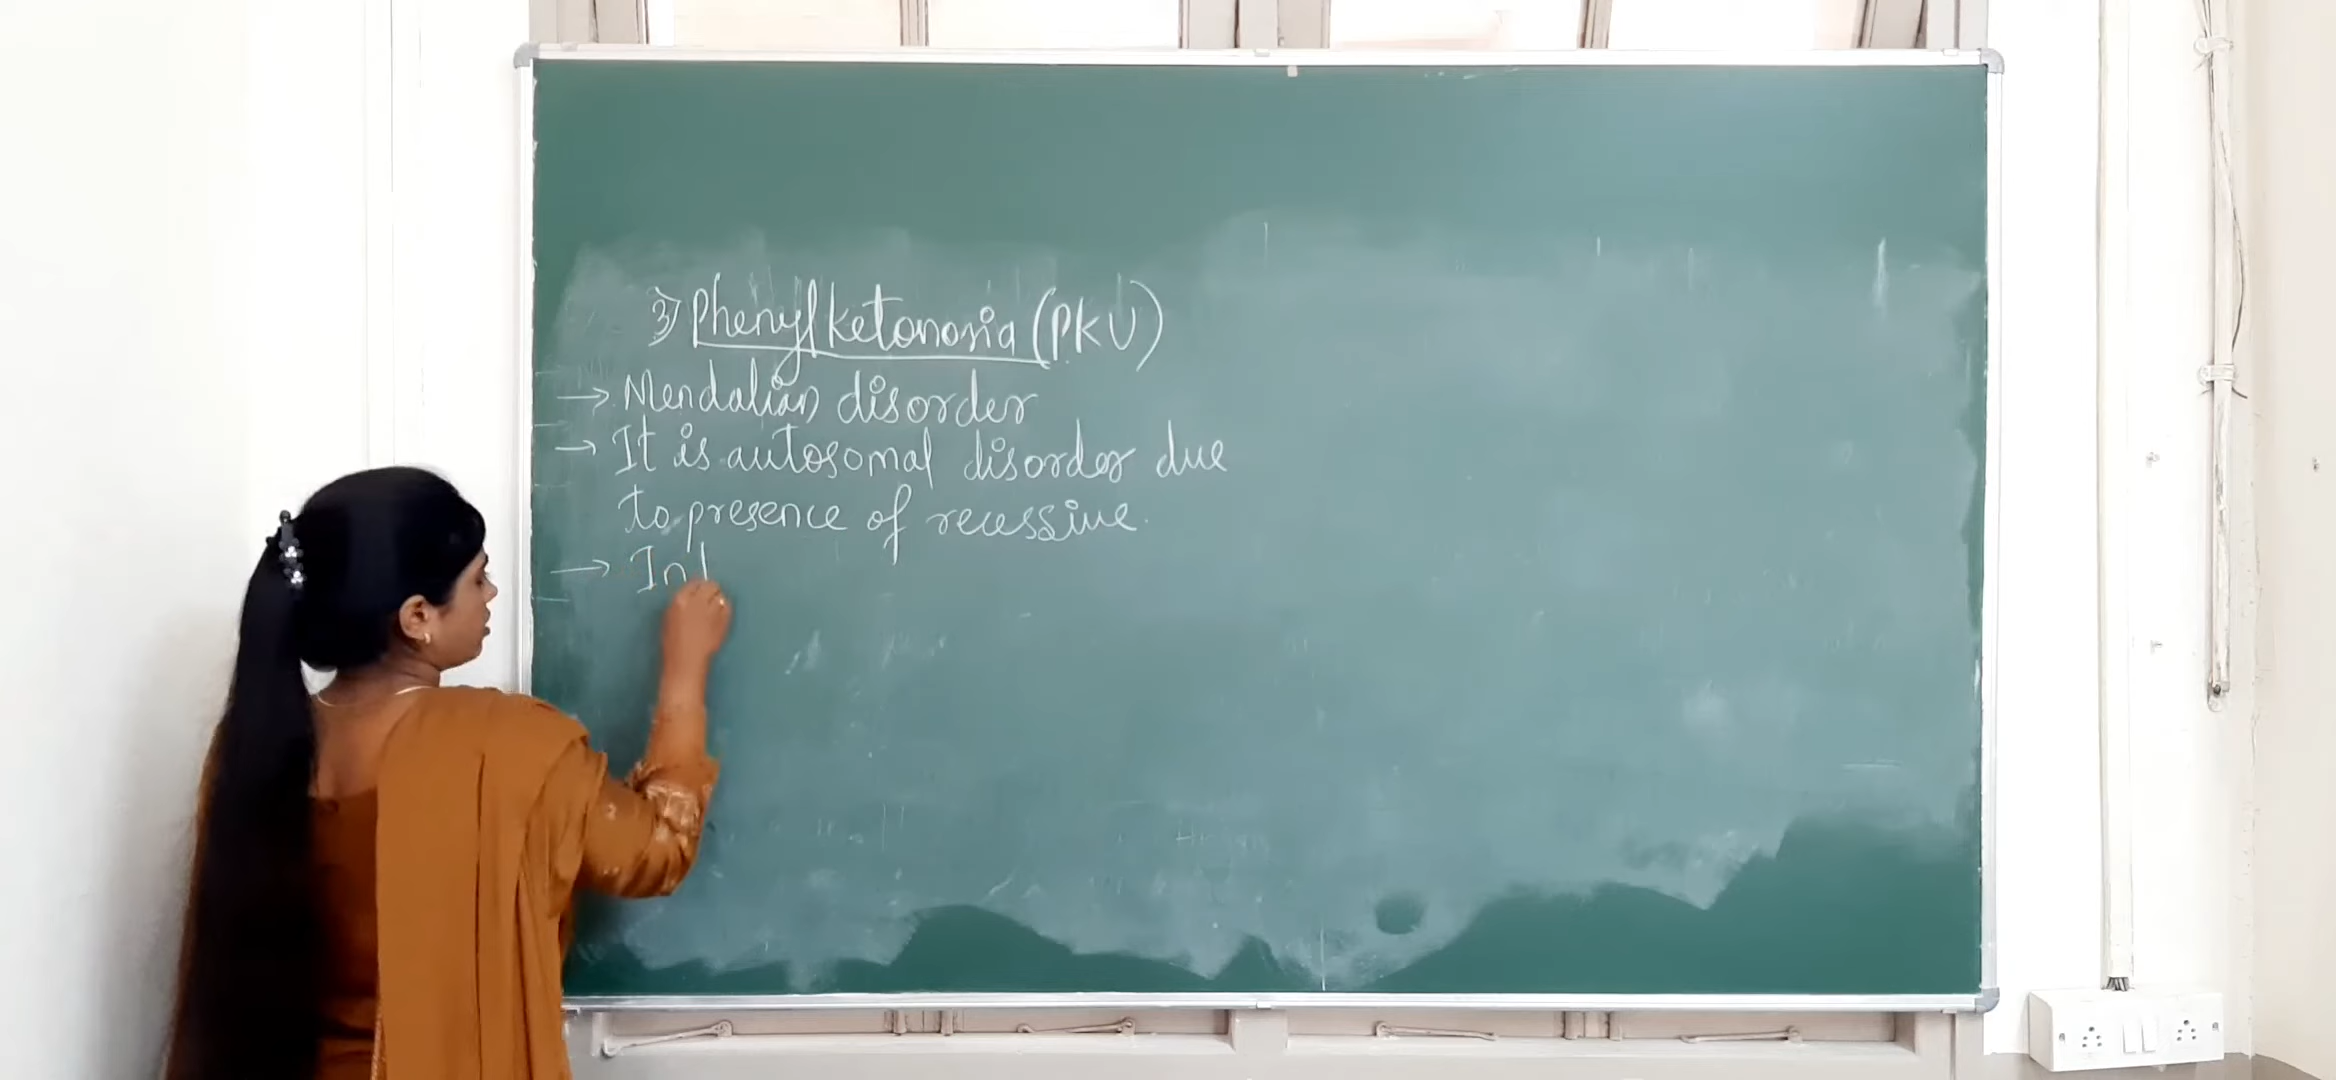 3) Phenylketonoria (PKU)
→ Mendalian disorder
→ It is autosomal disorder due
to presence of recessive.
→ In